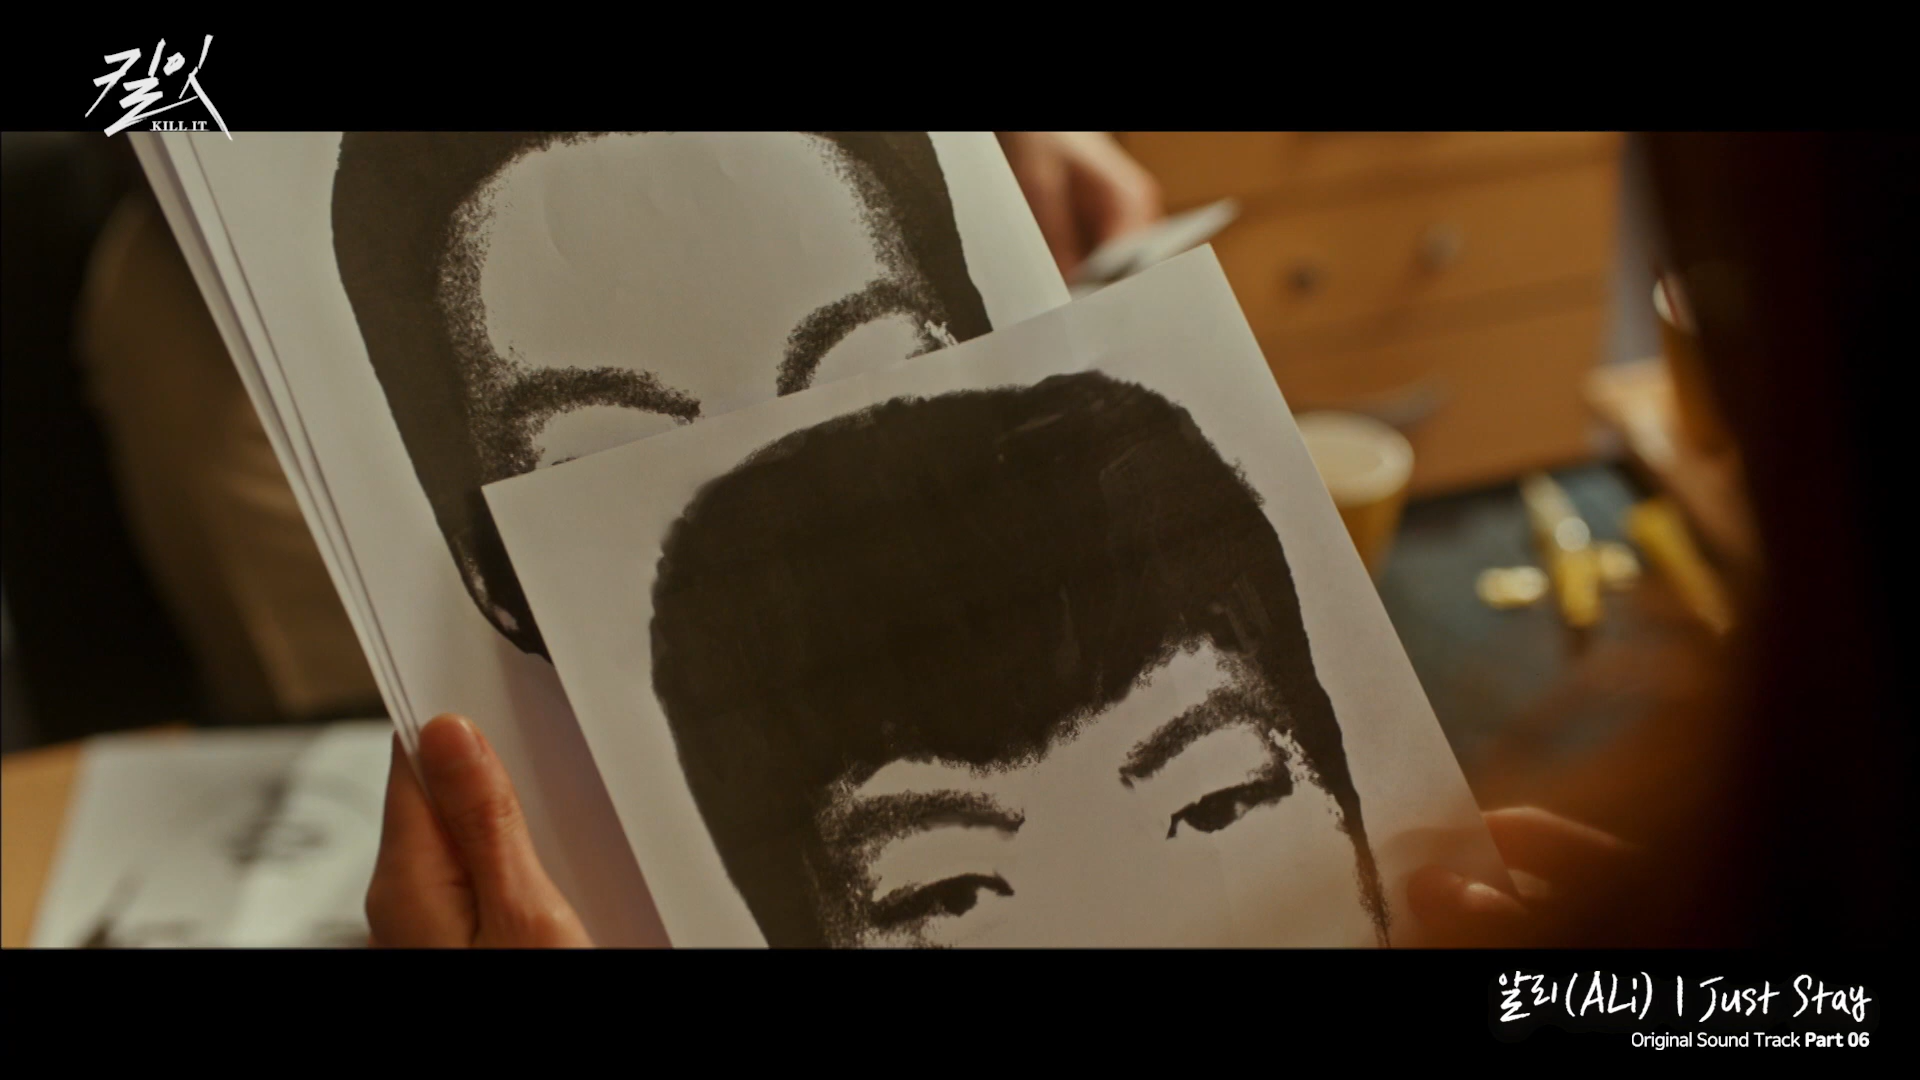 킬잇
KILL IT
알리(ALi) | Just Stay
Original Sound Track Part 06